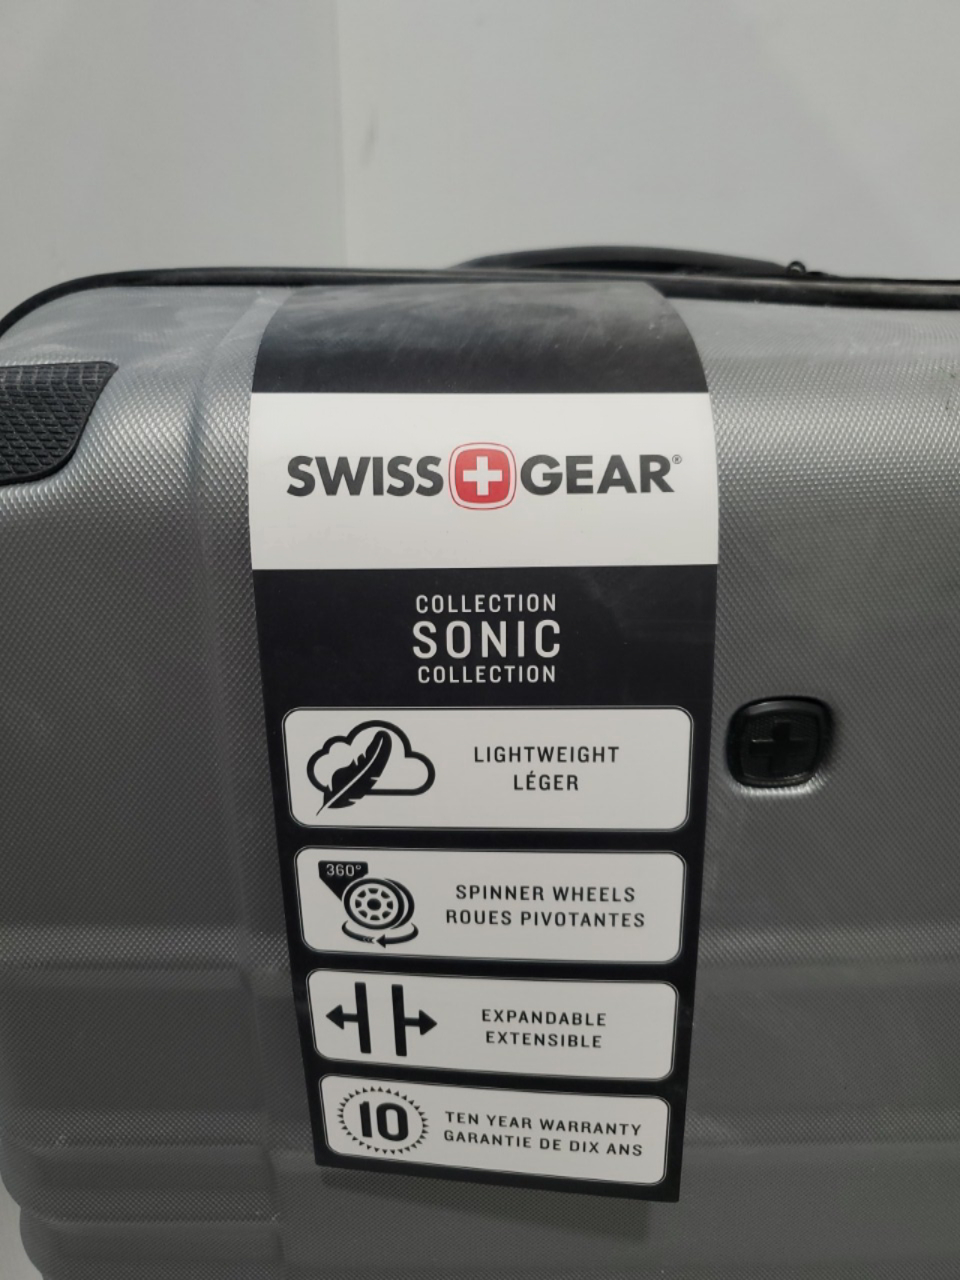 SWISS GEAR®
COLLECTION
SONIC
COLLECTION
LIGHTWEIGHT
LÉGER
360°
SPINNER WHEELS
ROUES PIVOTANTES
EXPANDABLE
EXTENSIBLE
10
TEN YEAR WARRANTY
GARANTIE DE DIX ANS